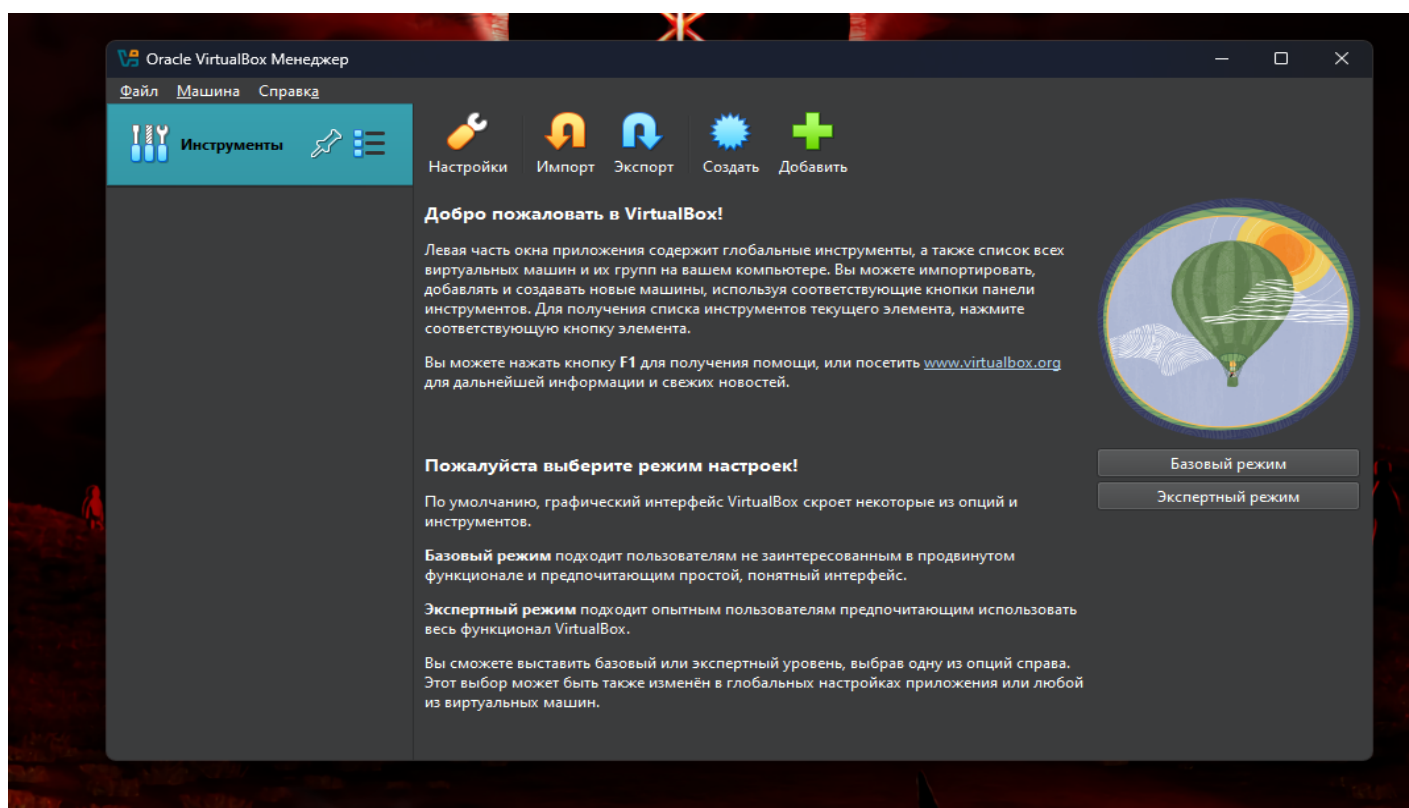 Oracle VirtualBox Менеджер
Файл Машина Справка
Инструменты
Настройки Импорт Экспорт Создать Добавить
Добро пожаловать в VirtualBox!
Левая часть окна приложения содержит глобальные инструменты, а также список всех
виртуальных машин и их групп на вашем компьютере. Вы можете импортировать,
добавлять и создавать новые машины, используя соответствующие кнопки панели
инструментов. Для получения списка инструментов текущего элемента, нажмите
соответствующую кнопку элемента.
Вы можете нажать кнопку F1 для получения помощи, или посетить www.virtualbox.org
для дальнейшей информации и свежих новостей.
Пожалуйста выберите режим настроек!
По умолчанию, графический интерфейс VirtualBox скроет некоторые из опций и
инструментов.
Базовый режим подходит пользователям не заинтересованным в продвинутом
функционале и предпочитающим простой, понятный интерфейс.
Экспертный режим подходит опытным пользователям предпочитающим использовать
весь функционал VirtualBox.
Вы сможете выставить базовый или экспертный уровень, выбрав одну из опций справа.
Этот выбор может быть также изменён в глобальных настройках приложения или любой
из виртуальных машин.
Базовый режим
Экспертный режим